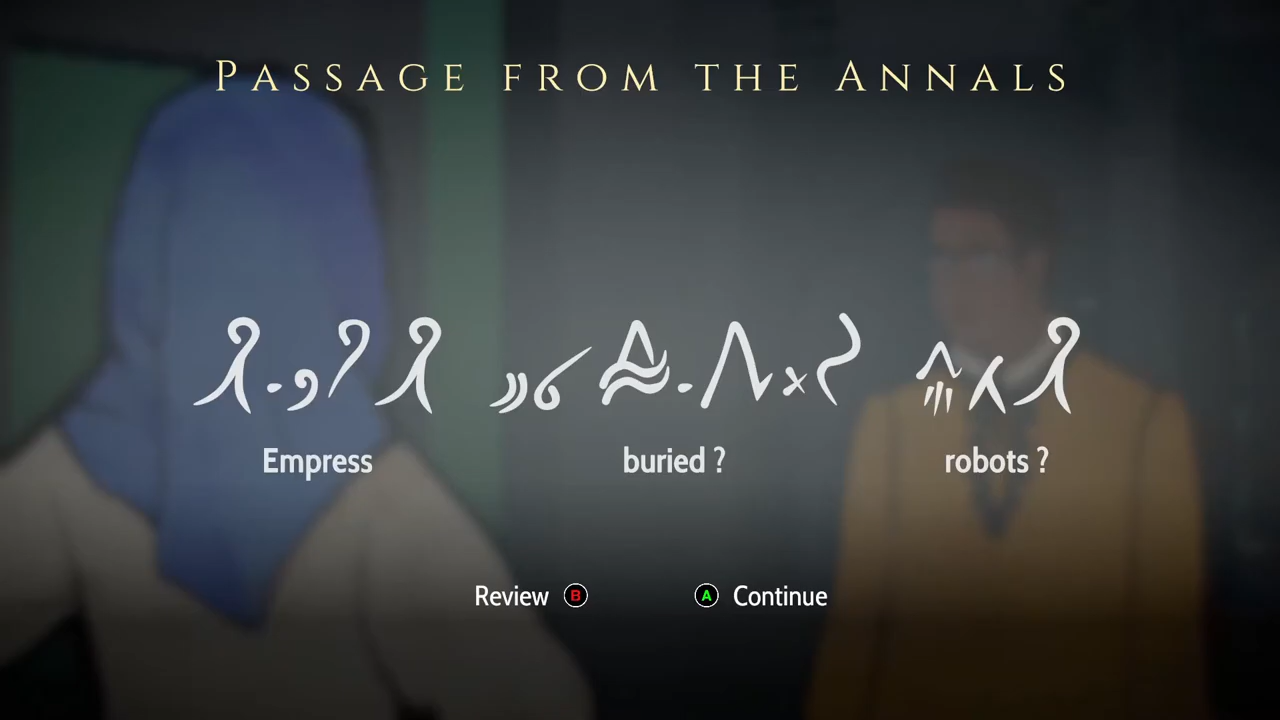 PASSAGE FROM THE ANNALS
Empress buried ? robots ?
Review B A Continue